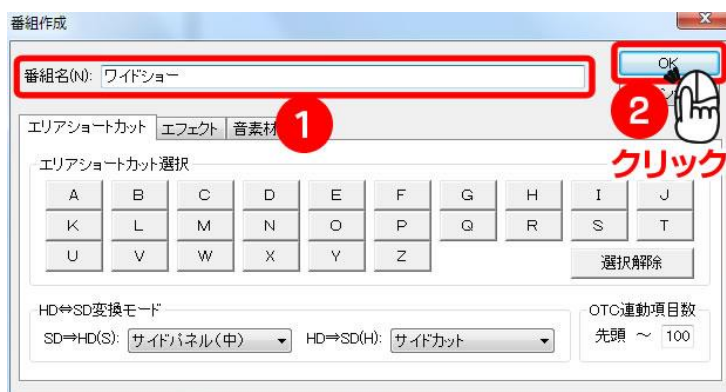 番組作成
番組名(N): ワイドショー
OK
1
2
クリック
エリアショートカット エフェクト 音素材
エリアショートカット選択
A B C D E F G H I J
K L M N O P Q R S T
U V W X Y Z 選択解除
HD⇔SD変換モード OTC連動項目数
SD⇒HD(S): サイドパネル(中) HD⇒SD(H): サイドカット 先頭 ～ 100